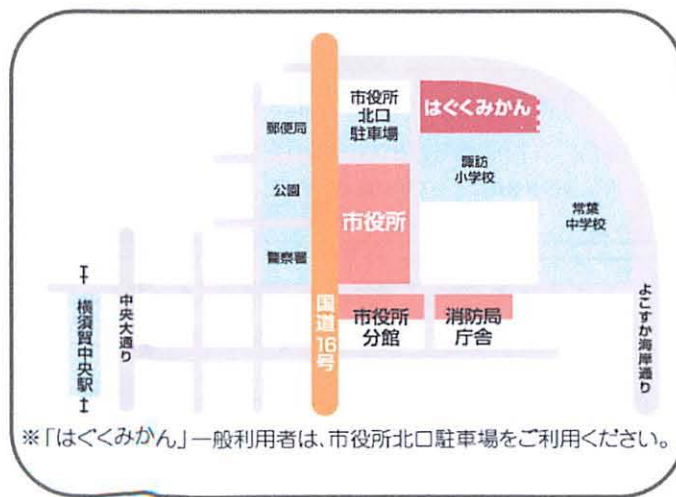 市役所
北口
駐車場
はぐくみかん
郵便局
諏訪
小学校
公園
市役所
常葉
中学校
警察署
横須賀中央駅
中央大通り
国道16号
市役所
分館
消防局
庁舎
よこすか海岸通り
※「はぐくみかん」一般利用者は、市役所北口駐車場をご利用ください。